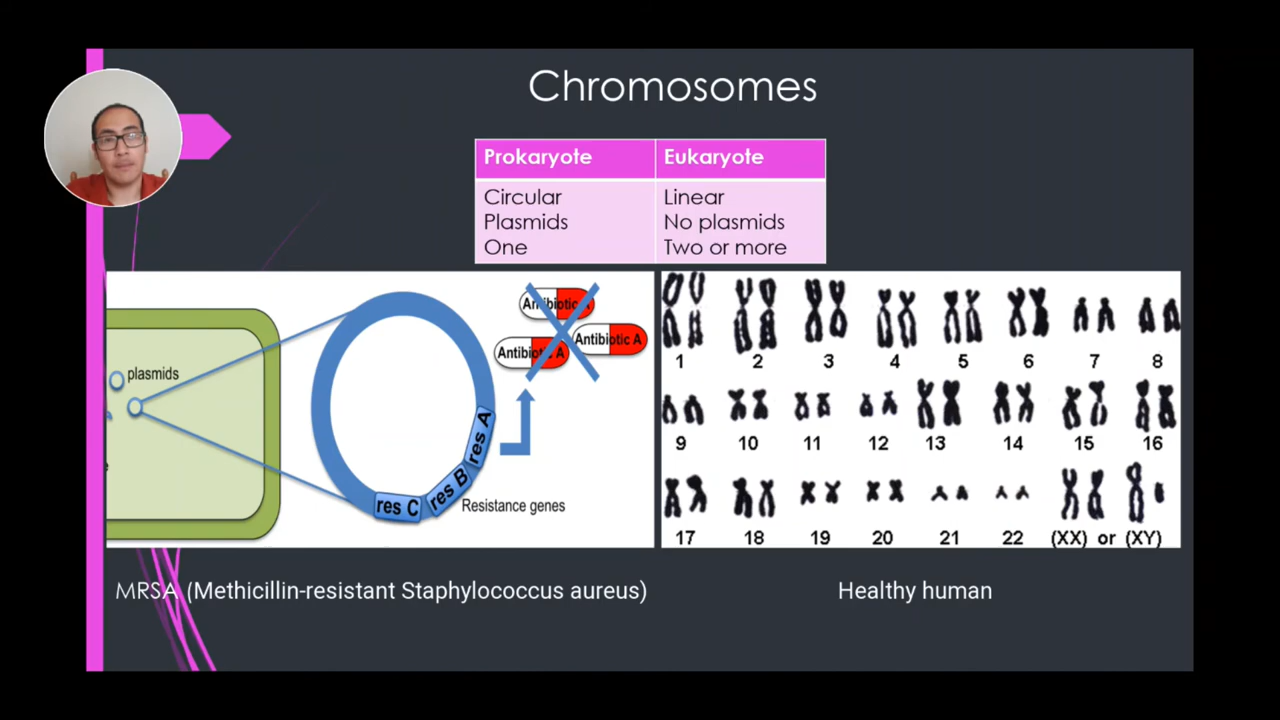 Chromosomes
Prokaryote Eukaryote
Circular Linear
Plasmids No plasmids
One Two or more
plasmids
Antibiotic A
Antibiotic A
Antibiotic A
res A
res B
res C
Resistance genes
1 2 3 4 5 6 7 8
9 10 11 12 13 14 15 16
17 18 19 20 21 22 (XX) or (XY)
MRSA (Methicillin-resistant Staphylococcus aureus)
Healthy human